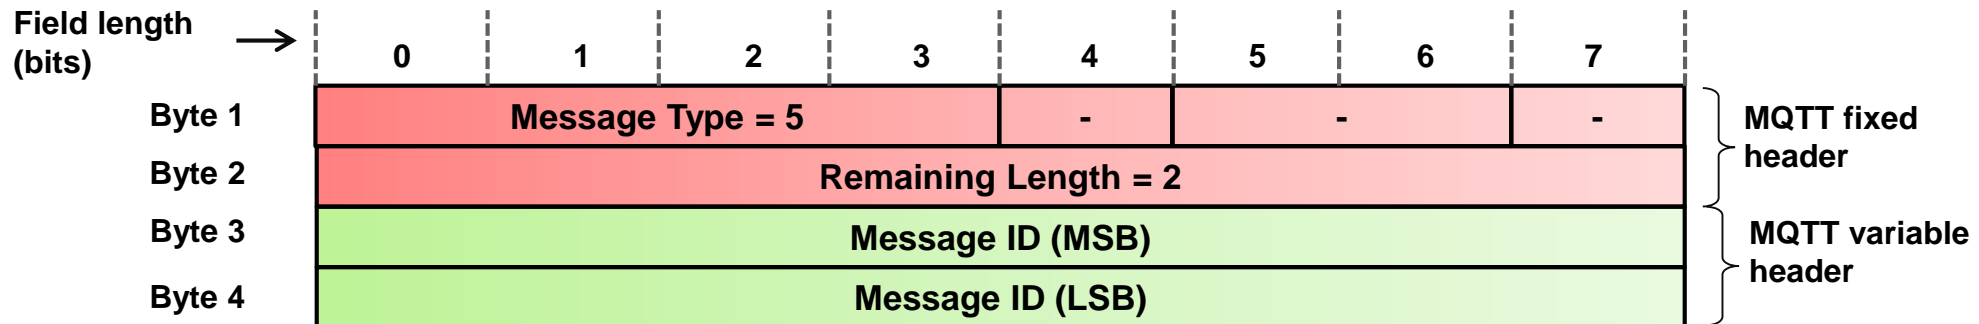 Field length
(bits)
0 1 2 3 4 5 6 7
Byte 1 Message Type = 5 - - - MQTT fixed
header
Byte 2 Remaining Length = 2
Byte 3 Message ID (MSB) MQTT variable
header
Byte 4 Message ID (LSB)